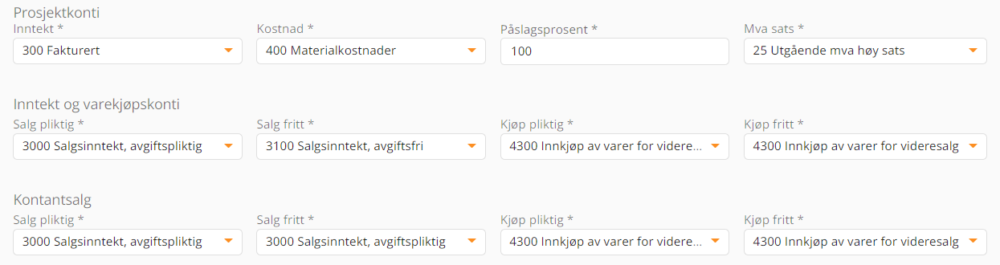 Prosjektkonti
Inntekt * Kostnad * Påslagsprosent * Mva sats *
300 Fakturert 400 Materialkostnader 100 25 Utgående mva høy sats
Inntekt og varekjøpskonti
Salg pliktig * Salg fritt * Kjøp pliktig * Kjøp fritt *
3000 Salgsinntekt, avgiftspliktig 3100 Salgsinntekt, avgiftsfri 4300 Innkjøp av varer for videre... 4300 Innkjøp av varer for videresalg
Kontantsalg
Salg pliktig * Salg fritt * Kjøp pliktig * Kjøp fritt *
3000 Salgsinntekt, avgiftspliktig 3000 Salgsinntekt, avgiftspliktig 4300 Innkjøp av varer for videre... 4300 Innkjøp av varer for videresalg